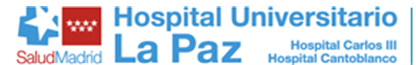 SaludMadrid
Hospital Universitario
La Paz
Hospital Carlos III
Hospital Cantoblanco